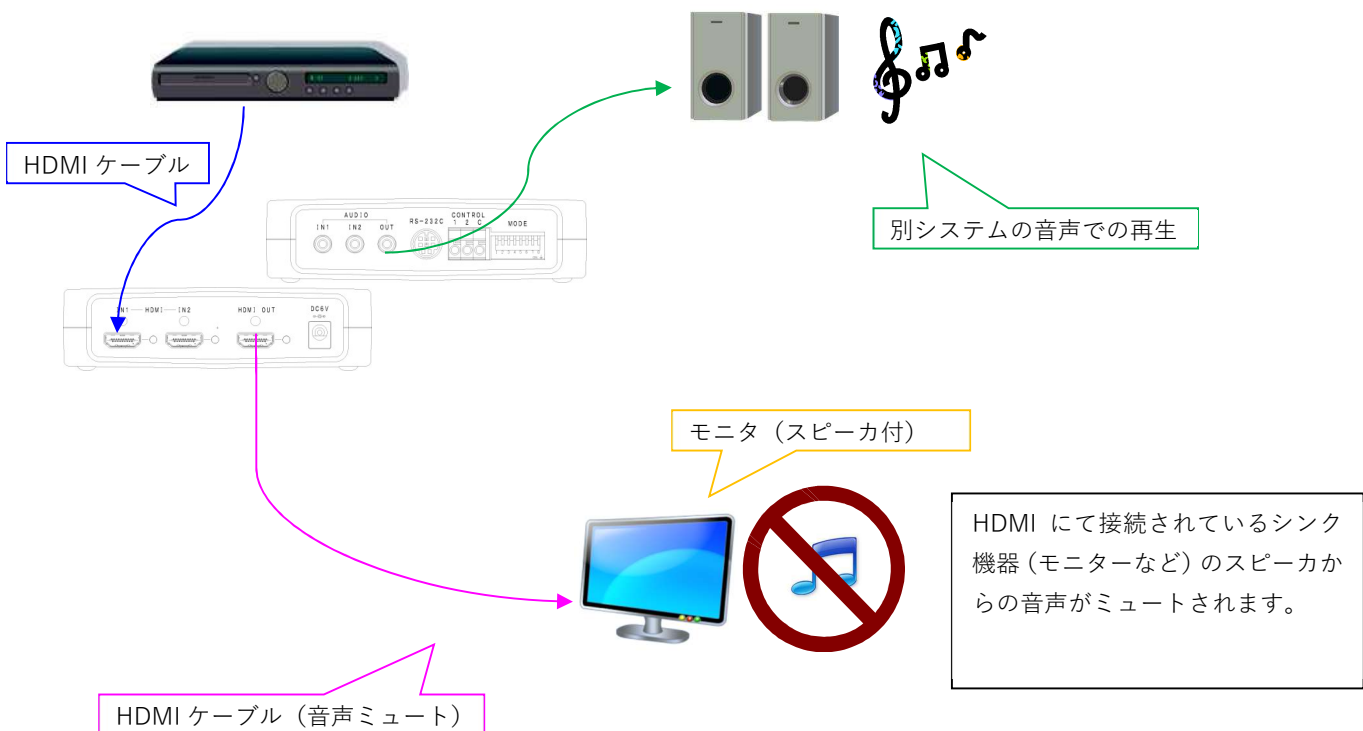 HDMI ケーブル
AUDIO
IN1 IN2 OUT
RS-232C
CONTROL
1 2 C
MODE
別システムの音声での再生
IN1 HDMI IN2
HDMI OUT
DC6V
モニタ（スピーカ付）
HDMI にて接続されているシンク
機器（モニターなど）のスピーカか
らの音声がミュートされます。
HDMI ケーブル（音声ミュート）